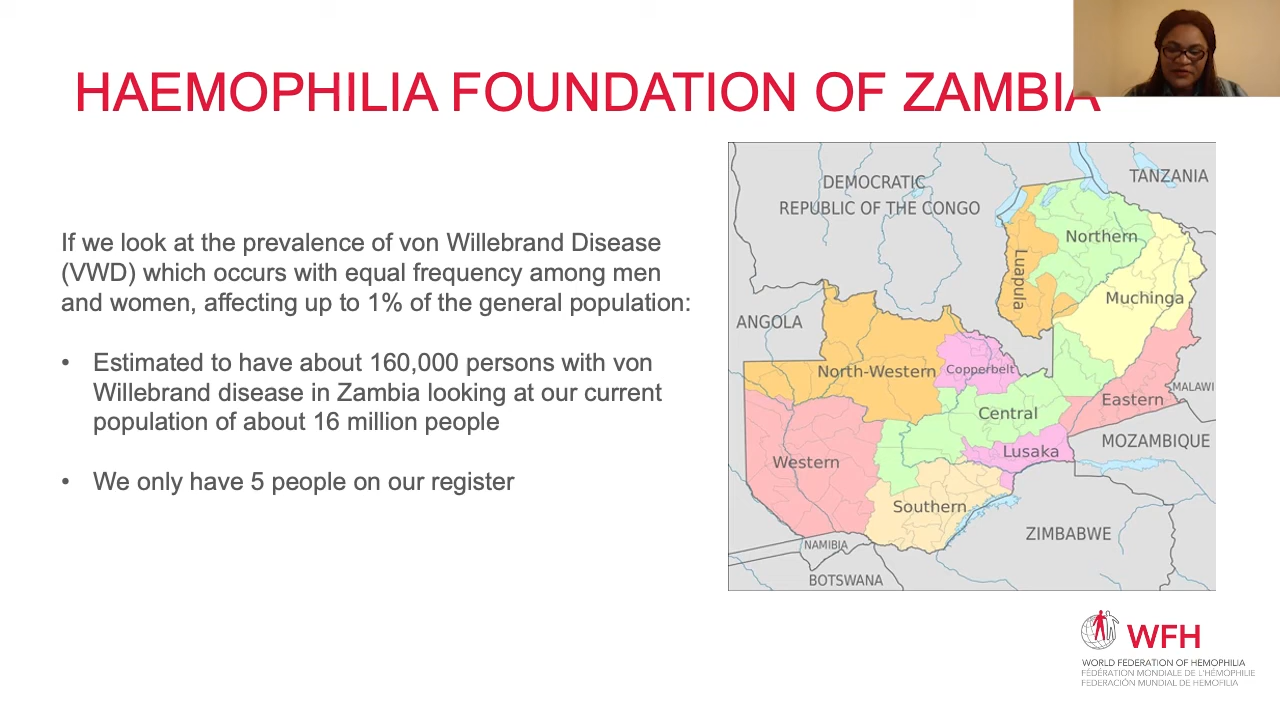 HAEMOPHILIA FOUNDATION OF ZAMBIA
If we look at the prevalence of von Willebrand Disease
(VWD) which occurs with equal frequency among men
and women, affecting up to 1% of the general population:
• Estimated to have about 160,000 persons with von
Willebrand disease in Zambia looking at our current
population of about 16 million people
• We only have 5 people on our register
DEMOCRATIC
REPUBLIC OF THE CONGO
TANZANIA
Northern
Luapula
Muchinga
ANGOLA
North-Western
Copperbelt
MALAWI
Eastern
Central
MOZAMBIQUE
Lusaka
Western
Southern
ZIMBABWE
NAMIBIA
BOTSWANA
WFH
WORLD FEDERATION OF HEMOPHILIA
FÉDÉRATION MONDIALE DE L'HÉMOPHILIE
FEDERACIÓN MUNDIAL DE HEMOFILIA